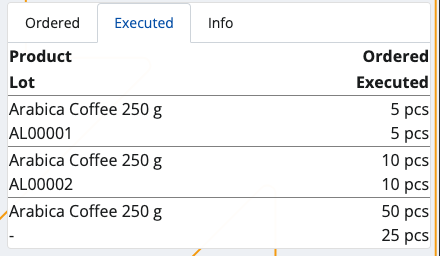 Ordered Executed Info
Product Ordered
Lot Executed
Arabica Coffee 250 g 5 pcs
AL00001 5 pcs
Arabica Coffee 250 g 10 pcs
AL00002 10 pcs
Arabica Coffee 250 g 50 pcs
- 25 pcs